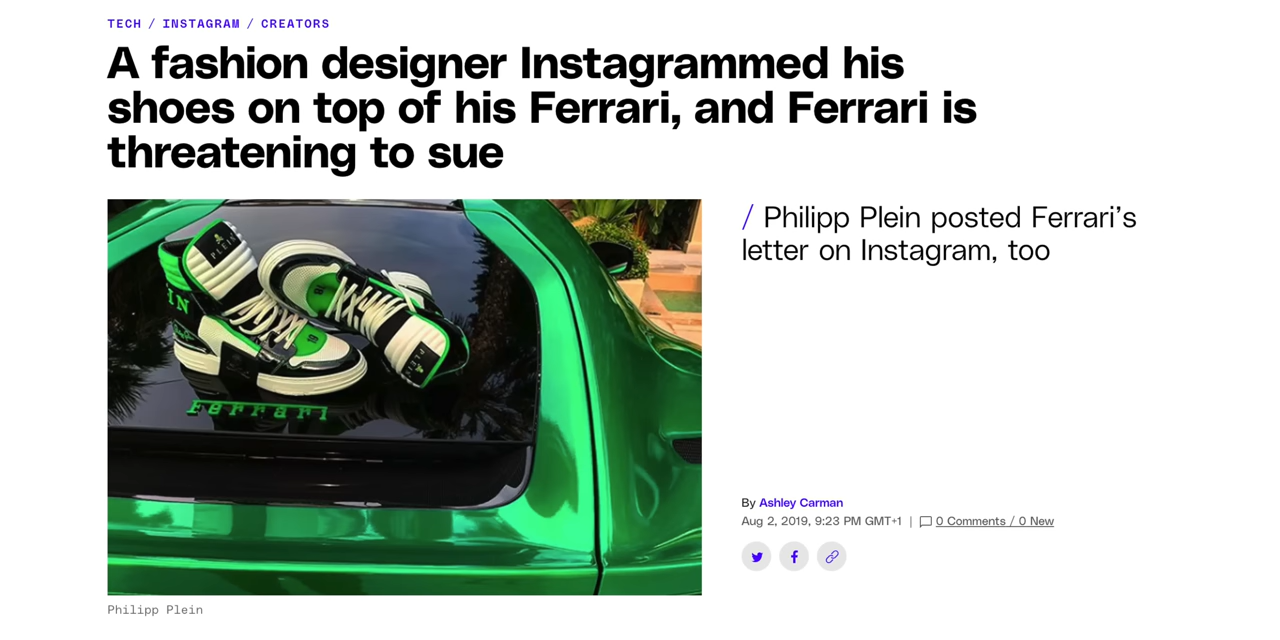 TECH / INSTAGRAM / CREATORS
A fashion designer Instagrammed his
shoes on top of his Ferrari, and Ferrari is
threatening to sue
/ Philipp Plein posted Ferrari’s
letter on Instagram, too
PLEIN
IN
PLEIN
Ferrari
By Ashley Carman
Aug 2, 2019, 9:23 PM GMT+1 | 0 Comments / 0 New
Philipp Plein